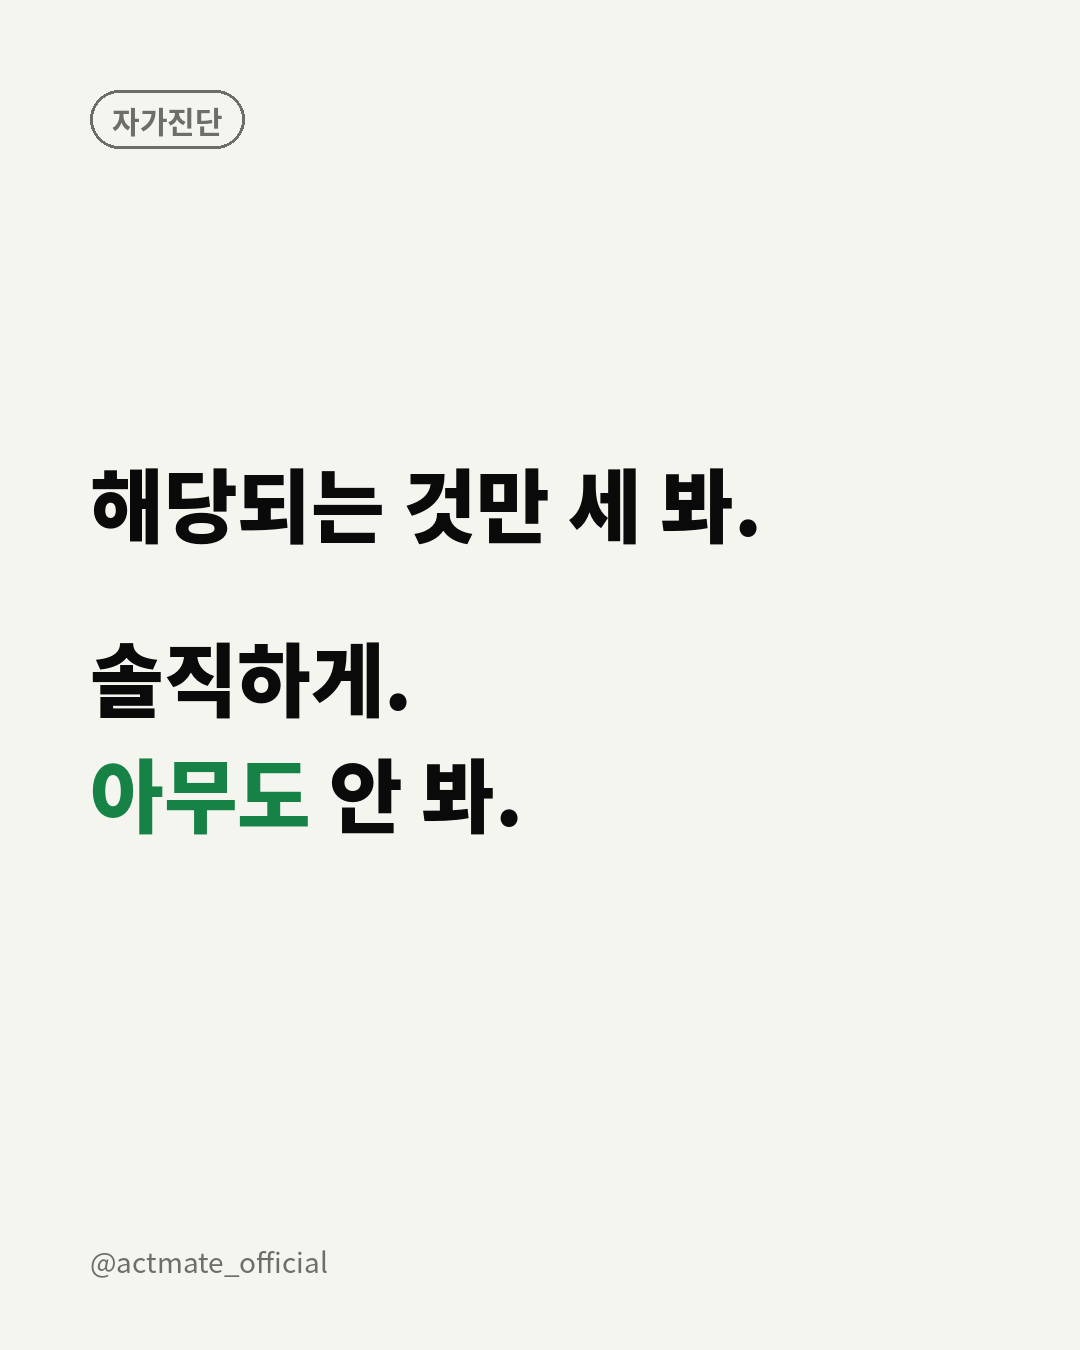 자가진단
해당되는 것만 세 봐.
솔직하게.
아무도 안 봐.
@actmate_official